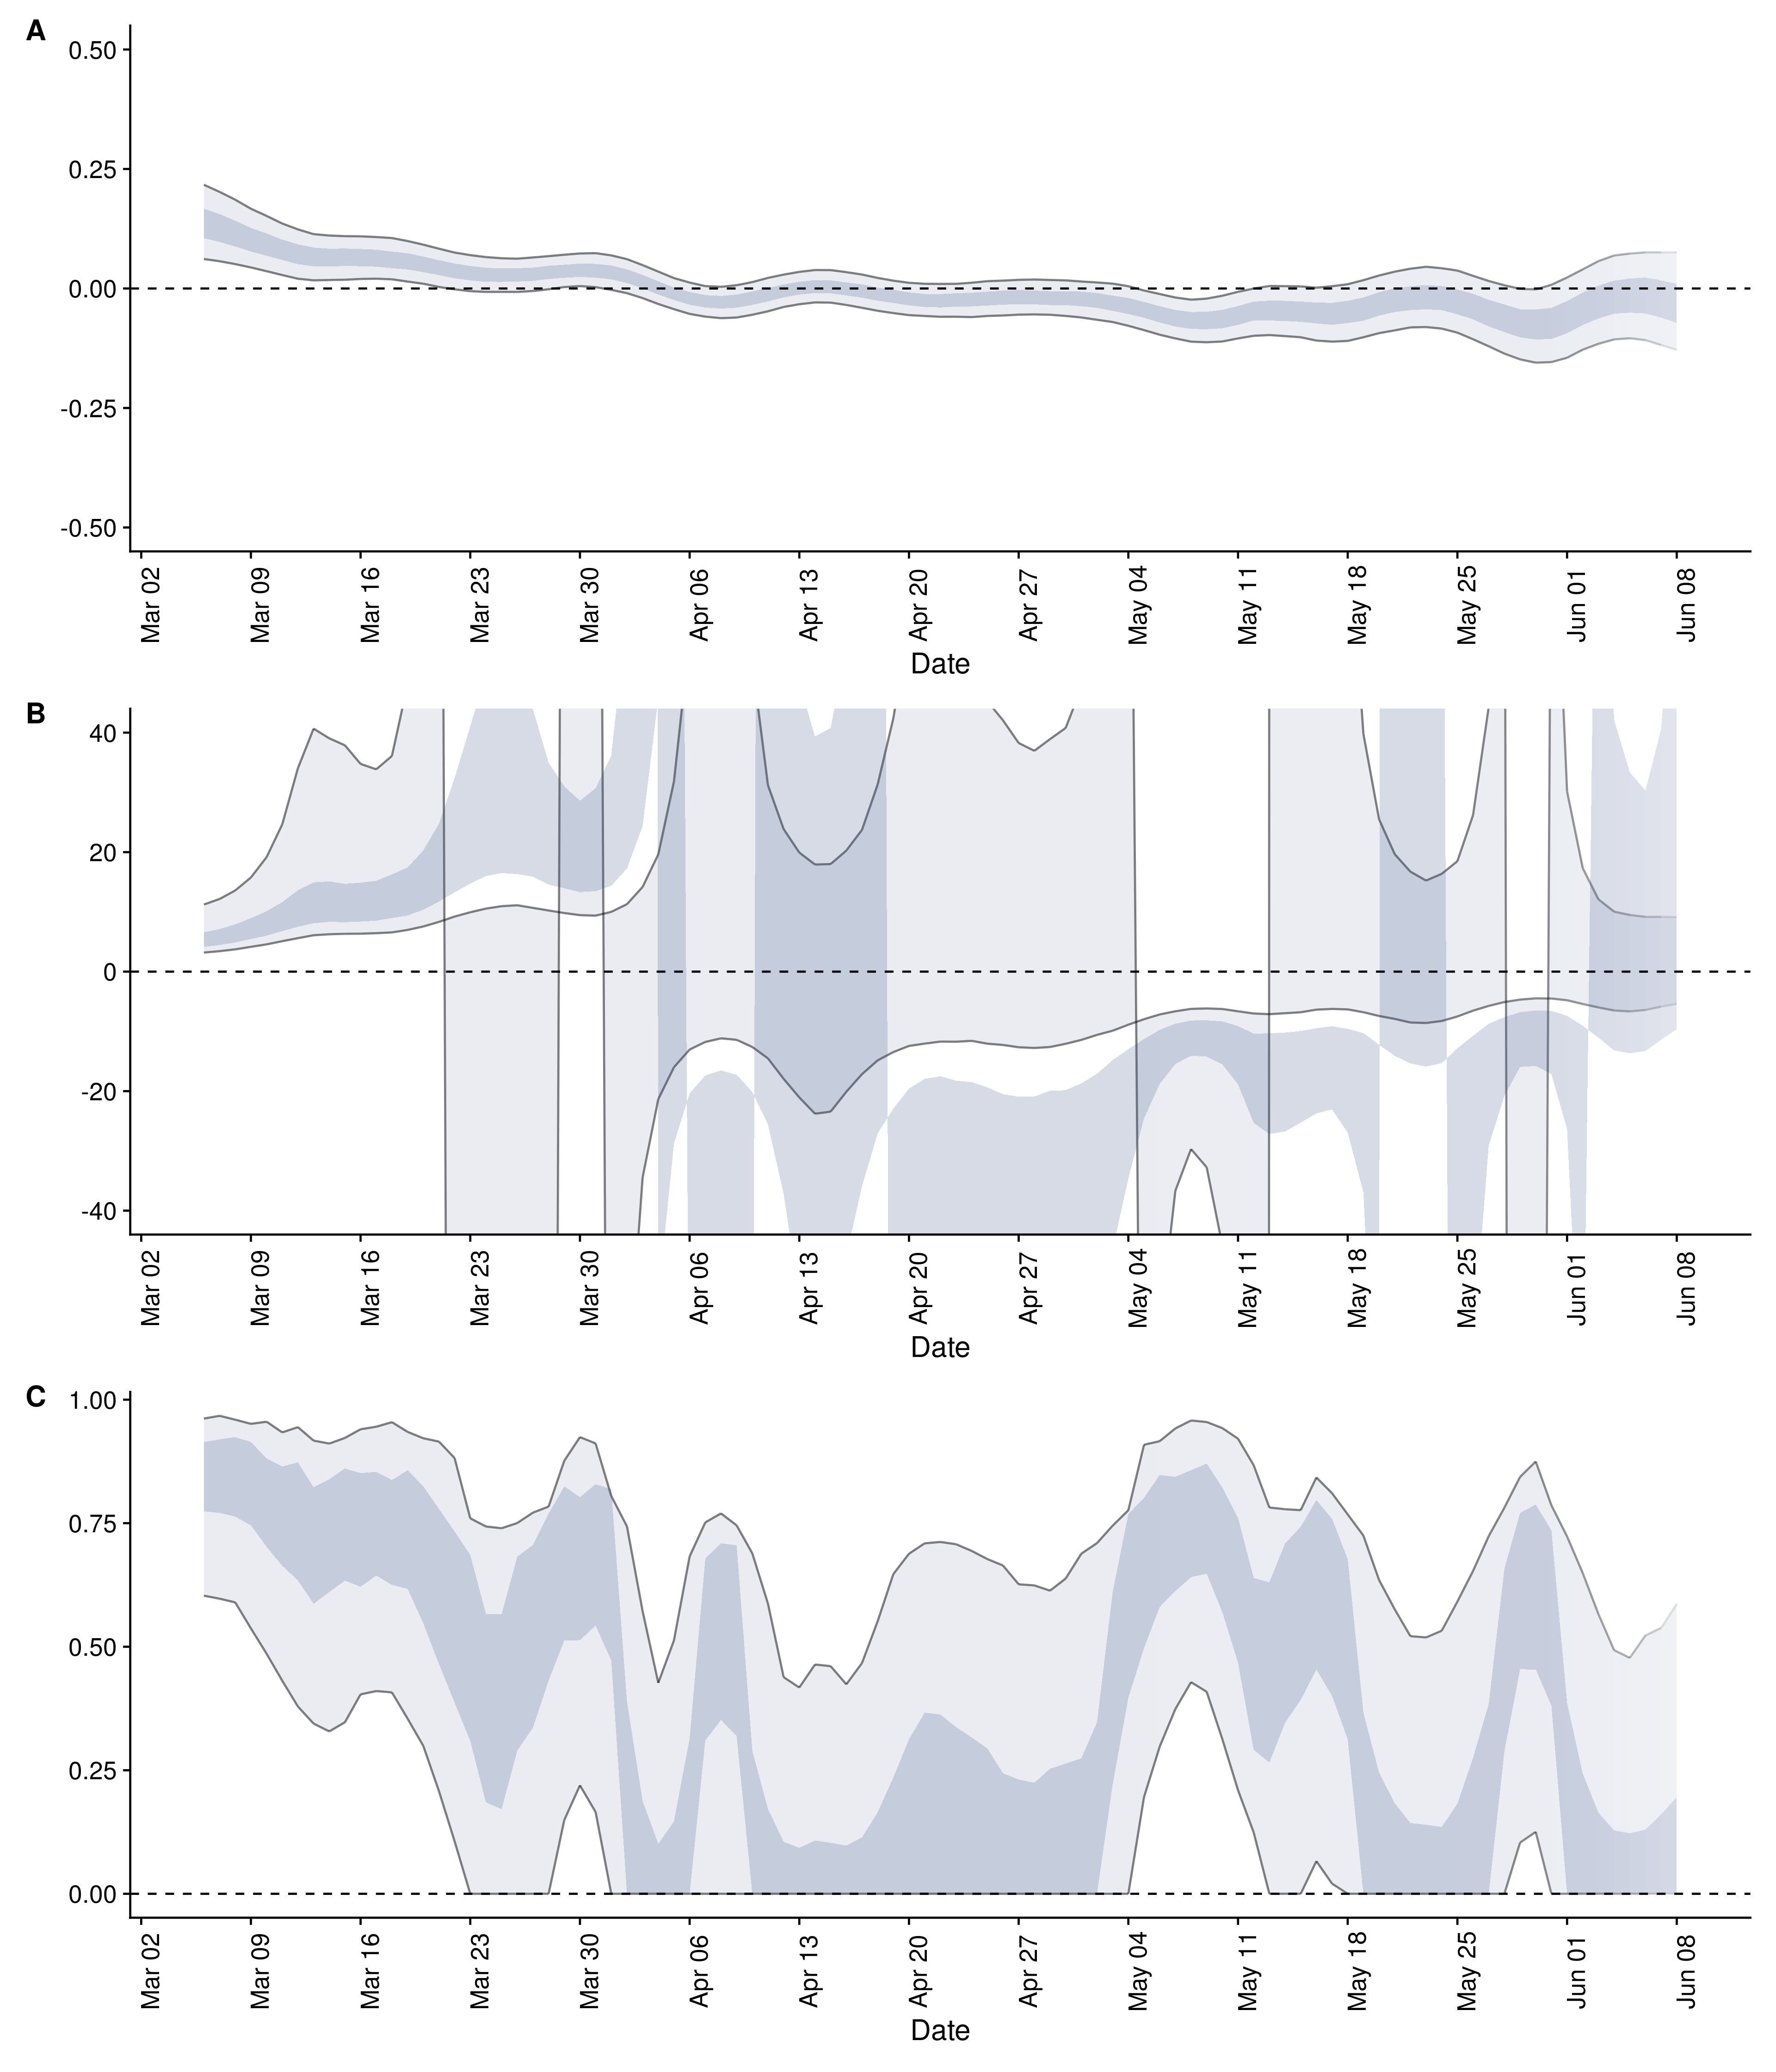 A
0.50
0.25
0.00
-0.25
-0.50
Mar 02
Mar 09
Mar 16
Mar 23
Mar 30
Apr 06
Apr 13
Apr 20
Apr 27
May 04
May 11
May 18
May 25
Jun 01
Jun 08
Date
B
40
20
0
-20
-40
Mar 02
Mar 09
Mar 16
Mar 23
Mar 30
Apr 06
Apr 13
Apr 20
Apr 27
May 04
May 11
May 18
May 25
Jun 01
Jun 08
Date
C
1.00
0.75
0.50
0.25
0.00
Mar 02
Mar 09
Mar 16
Mar 23
Mar 30
Apr 06
Apr 13
Apr 20
Apr 27
May 04
May 11
May 18
May 25
Jun 01
Jun 08
Date